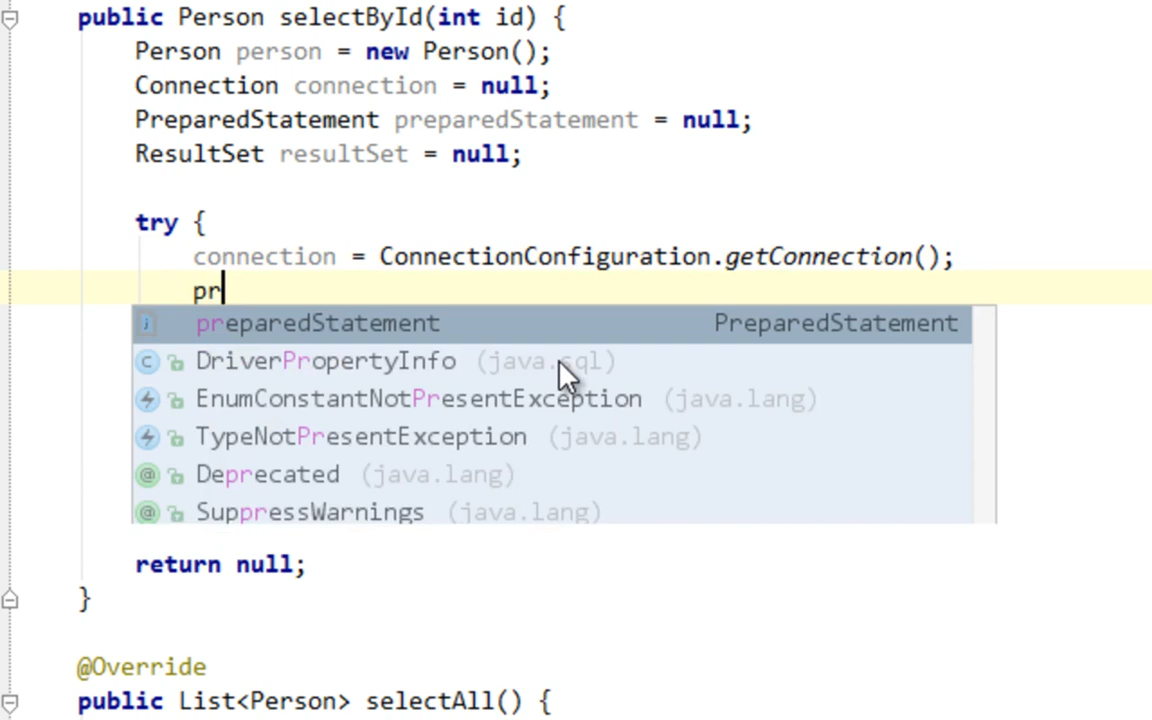 public Person selectById(int id) {
Person person = new Person();
Connection connection = null;
PreparedStatement preparedStatement = null;
ResultSet resultSet = null;
try {
connection = ConnectionConfiguration.getConnection();
pr
preparedStatement PreparedStatement
DriverPropertyInfo (java.sql)
EnumConstantNotPresentException (java.lang)
TypeNotPresentException (java.lang)
Deprecated (java.lang)
SuppressWarnings (java.lang)
return null;
}
@Override
public List<Person> selectAll() {